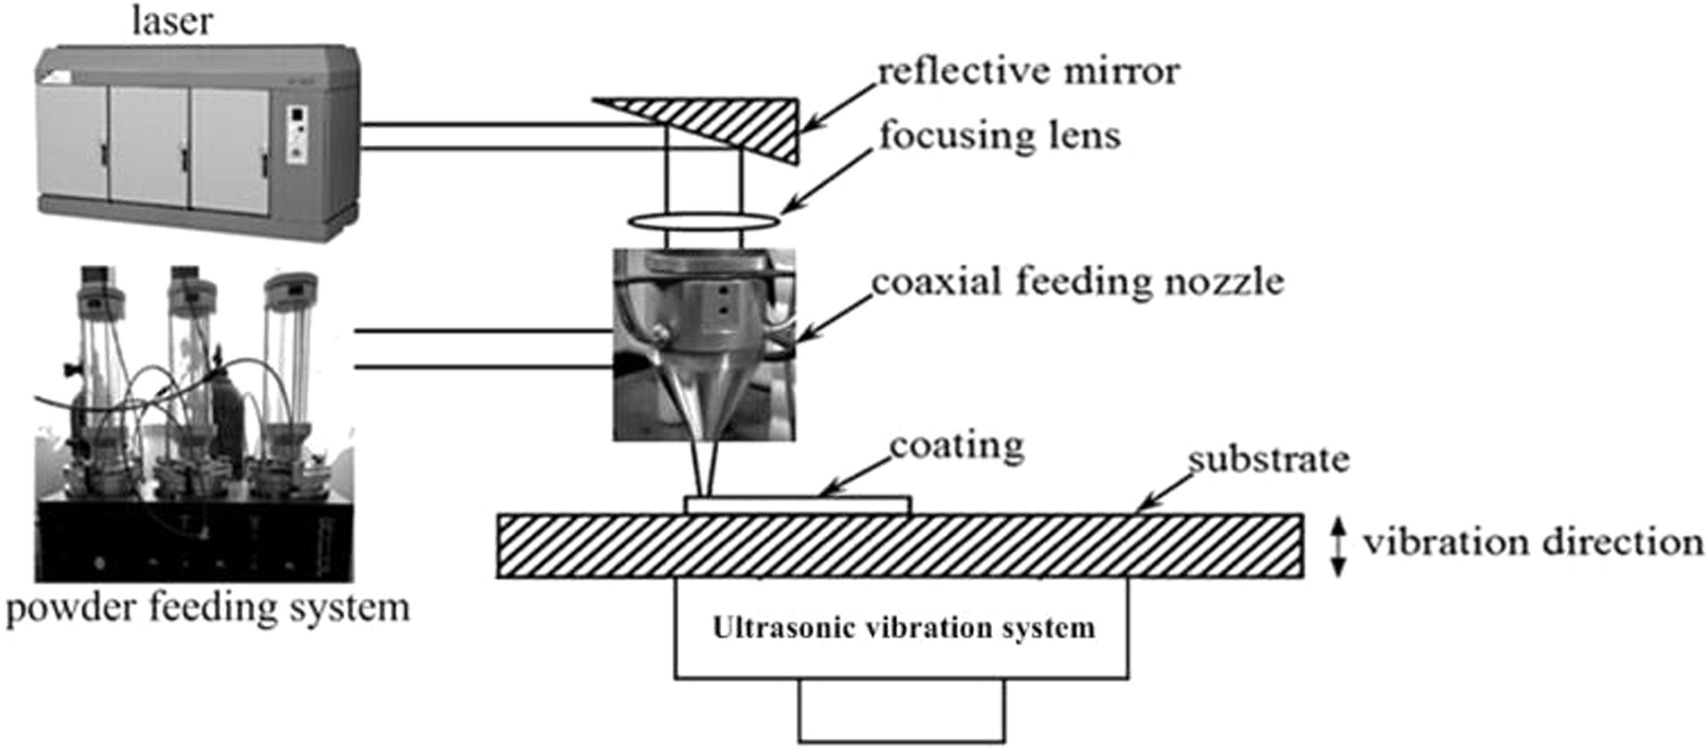 laser
reflective mirror
focusing lens
coaxial feeding nozzle
coating
substrate
vibration direction
powder feeding system
Ultrasonic vibration system